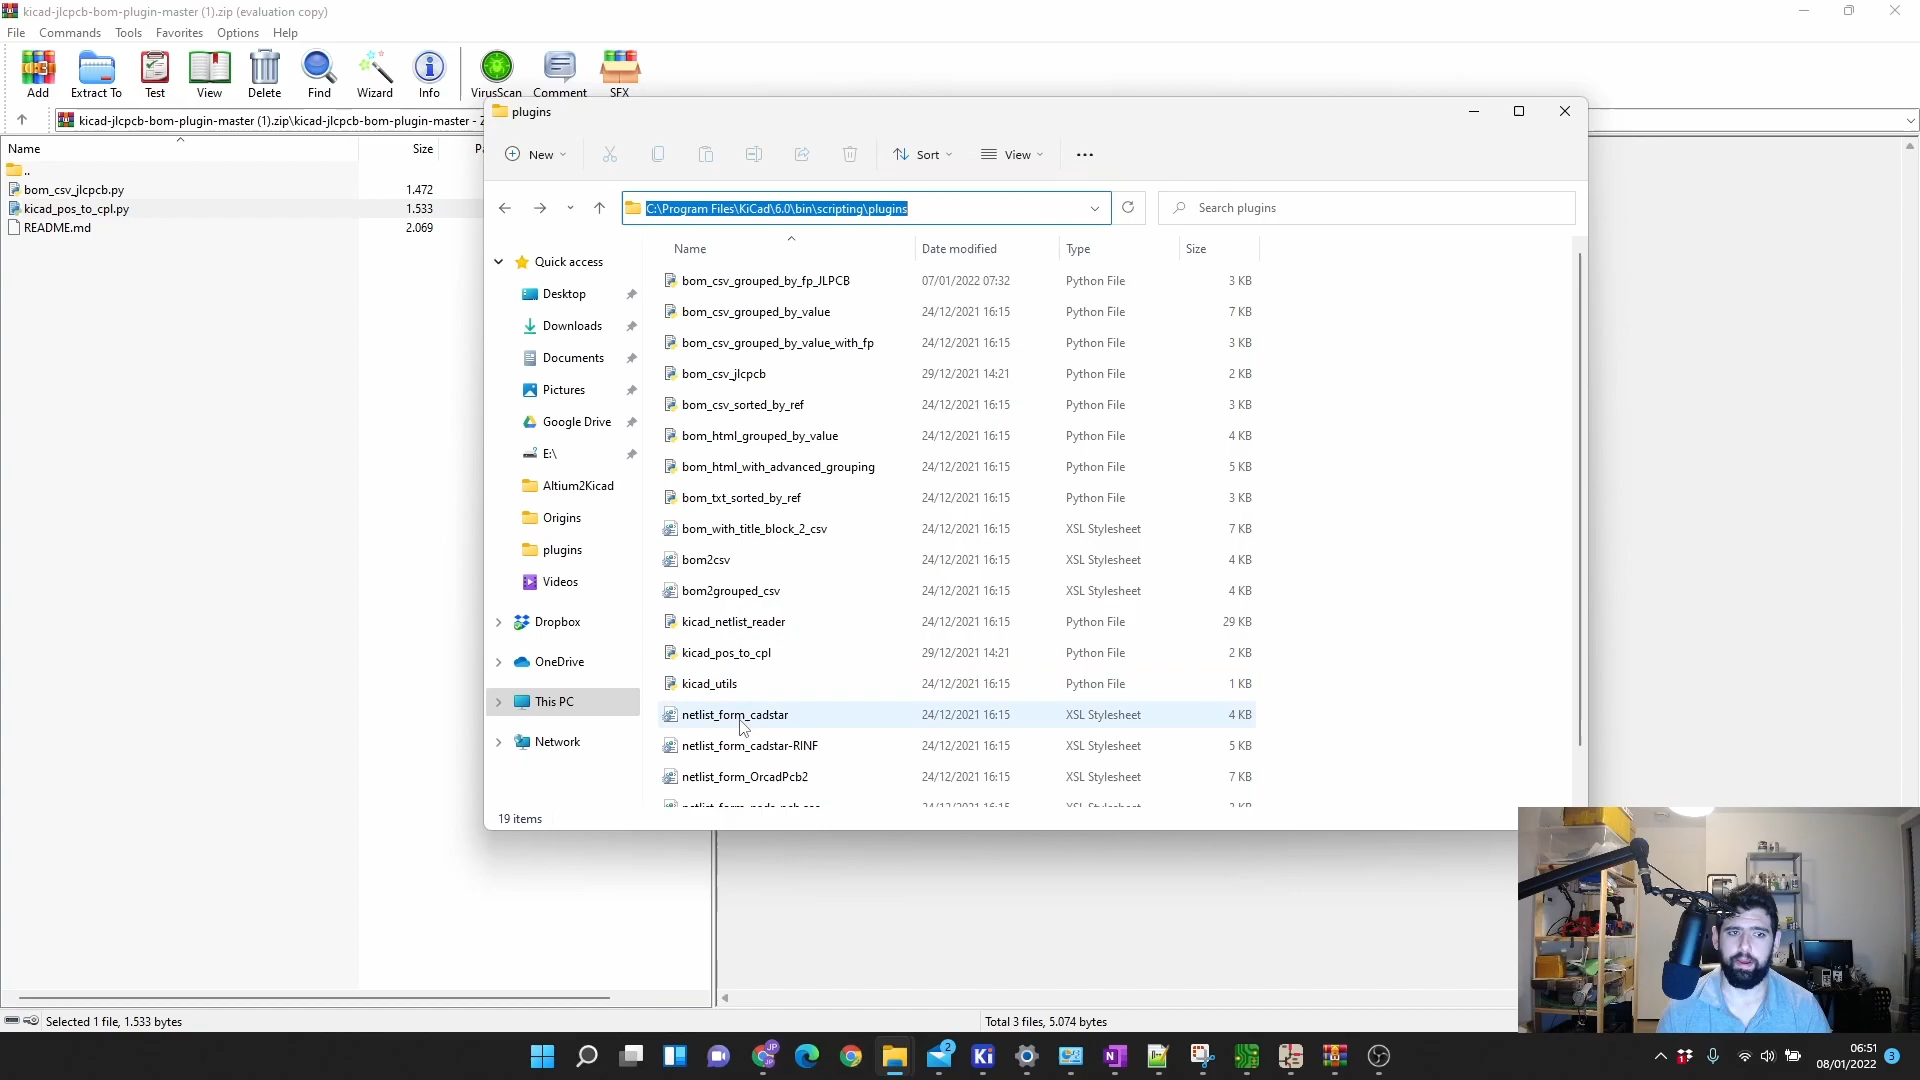 kicad-jlcpcb-bom-plugin-master (1).zip (evaluation copy)
File Commands Tools Favorites Options Help
Add Extract To Test View Delete Find Wizard Info VirusScan Comment SFX
kicad-jlcpcb-bom-plugin-master (1).zip\kicad-jlcpcb-bom-plugin-master - Z
Name Size Pa
..
bom_csv_jlcpcb.py 1.472
kicad_pos_to_cpl.py 1.533
README.md 2.069
plugins
New Sort View
C:\Program Files\KiCad\6.0\bin\scripting\plugins
Search plugins
Quick access
Desktop
Downloads
Documents
Pictures
Google Drive
E:\
Altium2Kicad
Origins
plugins
Videos
Dropbox
OneDrive
This PC
Network
Name Date modified Type Size
bom_csv_grouped_by_fp_JLPCB 07/01/2022 07:32 Python File 3 KB
bom_csv_grouped_by_value 24/12/2021 16:15 Python File 7 KB
bom_csv_grouped_by_value_with_fp 24/12/2021 16:15 Python File 3 KB
bom_csv_jlcpcb 29/12/2021 14:21 Python File 2 KB
bom_csv_sorted_by_ref 24/12/2021 16:15 Python File 3 KB
bom_html_grouped_by_value 24/12/2021 16:15 Python File 4 KB
bom_html_with_advanced_grouping 24/12/2021 16:15 Python File 5 KB
bom_txt_sorted_by_ref 24/12/2021 16:15 Python File 3 KB
bom_with_title_block_2_csv 24/12/2021 16:15 XSL Stylesheet 7 KB
bom2csv 24/12/2021 16:15 XSL Stylesheet 4 KB
bom2grouped_csv 24/12/2021 16:15 XSL Stylesheet 4 KB
kicad_netlist_reader 24/12/2021 16:15 Python File 29 KB
kicad_pos_to_cpl 29/12/2021 14:21 Python File 2 KB
kicad_utils 24/12/2021 16:15 Python File 1 KB
netlist_form_cadstar 24/12/2021 16:15 XSL Stylesheet 4 KB
netlist_form_cadstar-RINF 24/12/2021 16:15 XSL Stylesheet 5 KB
netlist_form_OrcadPcb2 24/12/2021 16:15 XSL Stylesheet 7 KB
19 items
Selected 1 file, 1.533 bytes
Total 3 files, 5.074 bytes
06:51
08/01/2022